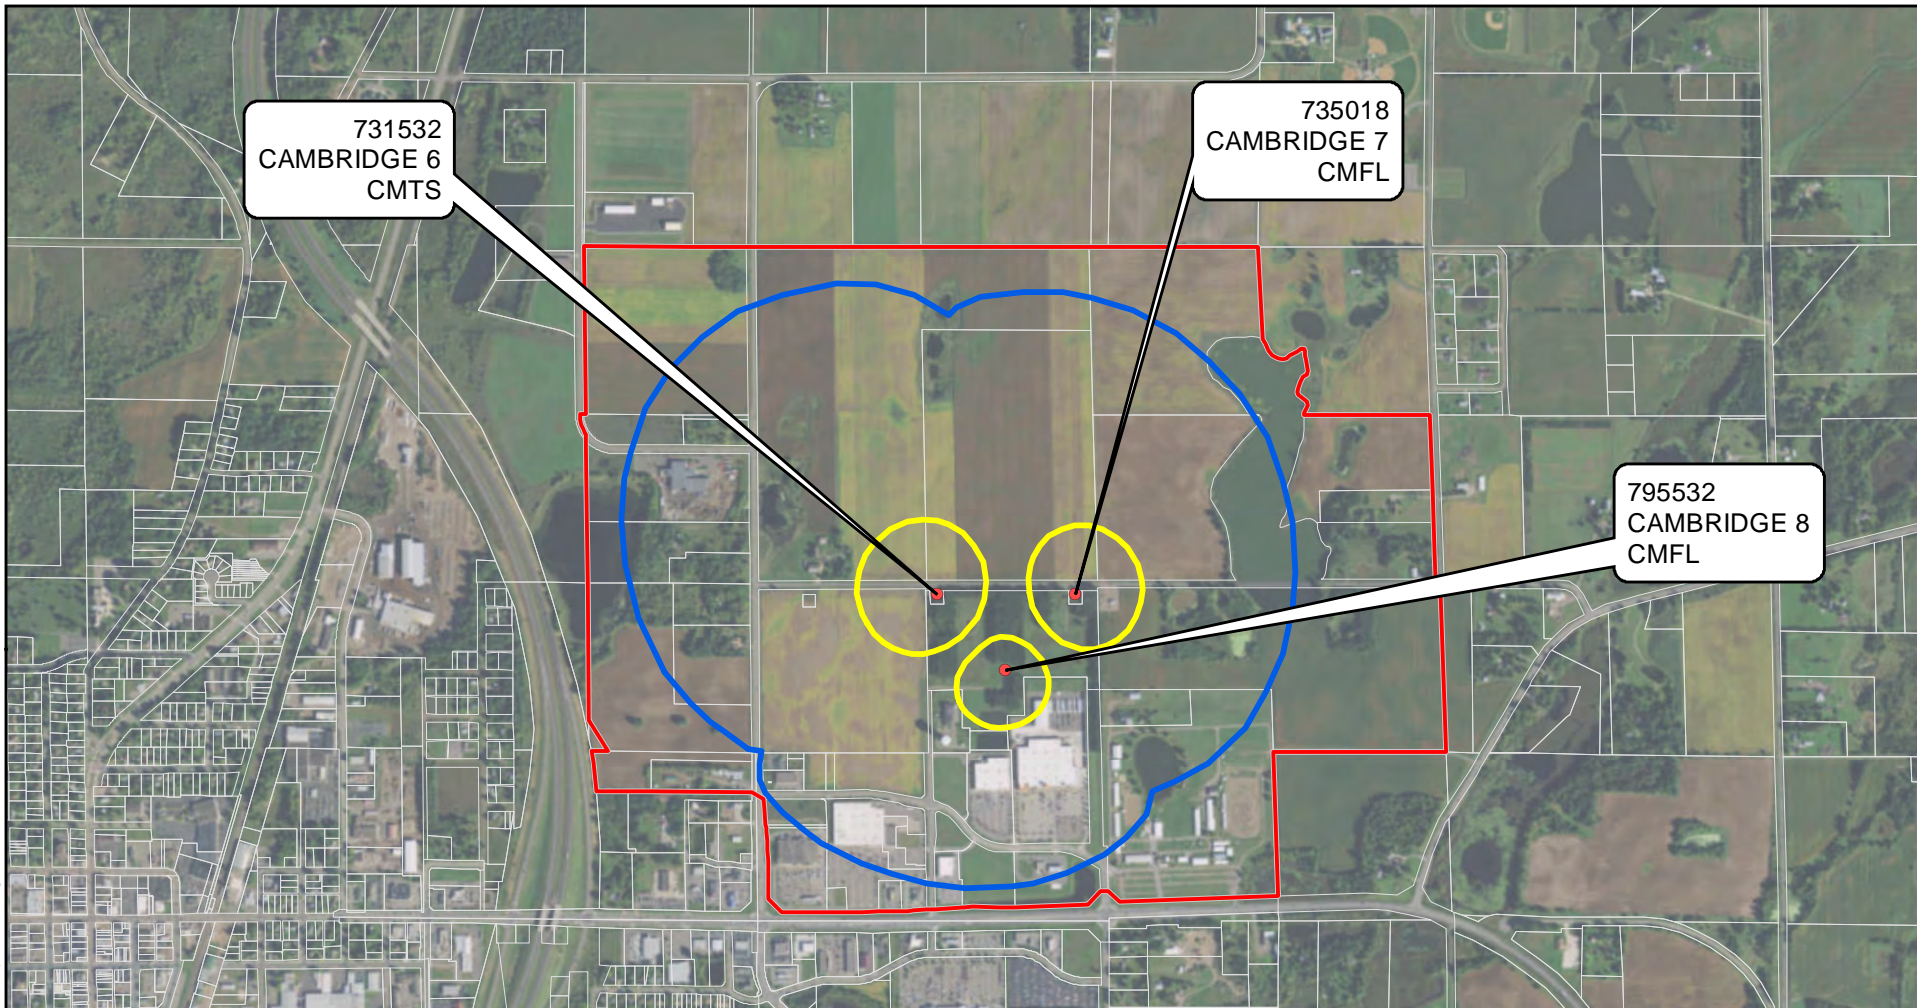 731532
CAMBRIDGE 6
CMTS
735018
CAMBRIDGE 7
CMFL
795532
CAMBRIDGE 8
CMFL